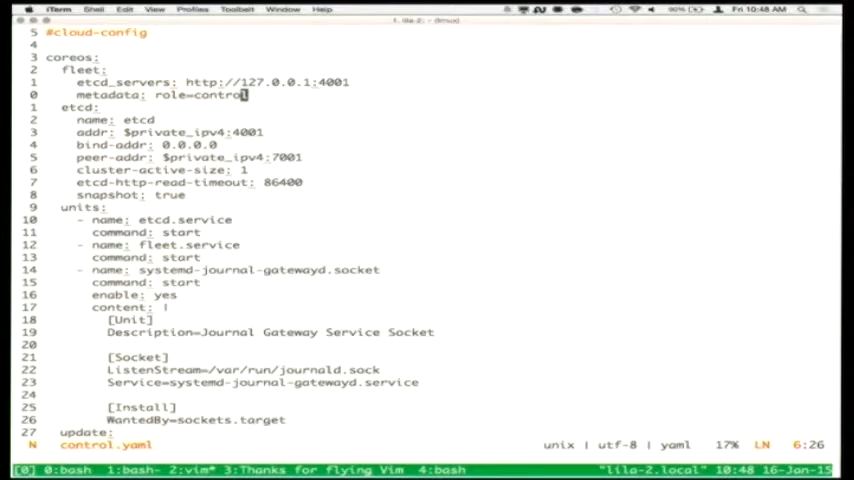 iTerm Shell Edit View Profiles Toolbelt Window Help Fri 10:48 AM
5 #cloud-config
4
3 coreos:
2 fleet:
1 etcd_servers: http://127.0.0.1:4001
0 metadata: role=control
1 etcd:
2 name: etcd
3 addr: $private_ipv4:4001
4 bind-addr: 0.0.0.0
5 peer-addr: $private_ipv4:7001
6 cluster-active-size: 1
7 etcd-http-read-timeout: 86400
8 snapshot: true
9 units:
10 - name: etcd.service
11 command: start
12 - name: fleet.service
13 command: start
14 - name: systemd-journal-gatewayd.socket
15 command: start
16 enable: yes
17 content: |
18 [Unit]
19 Description=Journal Gateway Service Socket
20
21 [Socket]
22 ListenStream=/var/run/journald.sock
23 Service=systemd-journal-gatewayd.service
24
25 [Install]
26 WantedBy=sockets.target
27 update:
N control.yaml unix | utf-8 | yaml 17% LN 6:26
[0] 0:bash 1:bash- 2:vim* 3:Thanks for flying Vim 4:bash "lila-2.local" 10:48 16-Jan-15